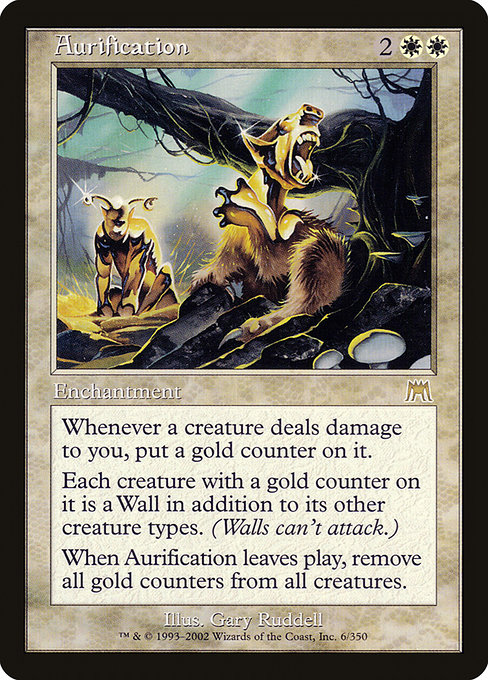 Aurification 2
Enchantment
Whenever a creature deals damage
to you, put a gold counter on it.
Each creature with a gold counter on
it is a Wall in addition to its other
creature types. (Walls can't attack.)
When Aurification leaves play, remove
all gold counters from all creatures.
Illus. Gary Ruddell
™ & © 1993–2002 Wizards of the Coast, Inc. 6/350